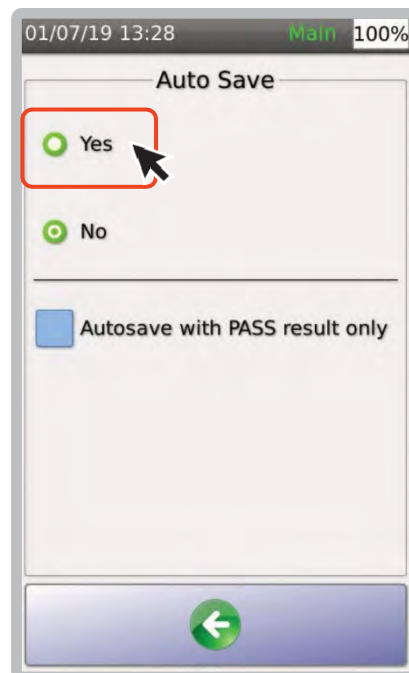 01/07/19 13:28 Main 100%
Auto Save
Yes
No
Autosave with PASS result only